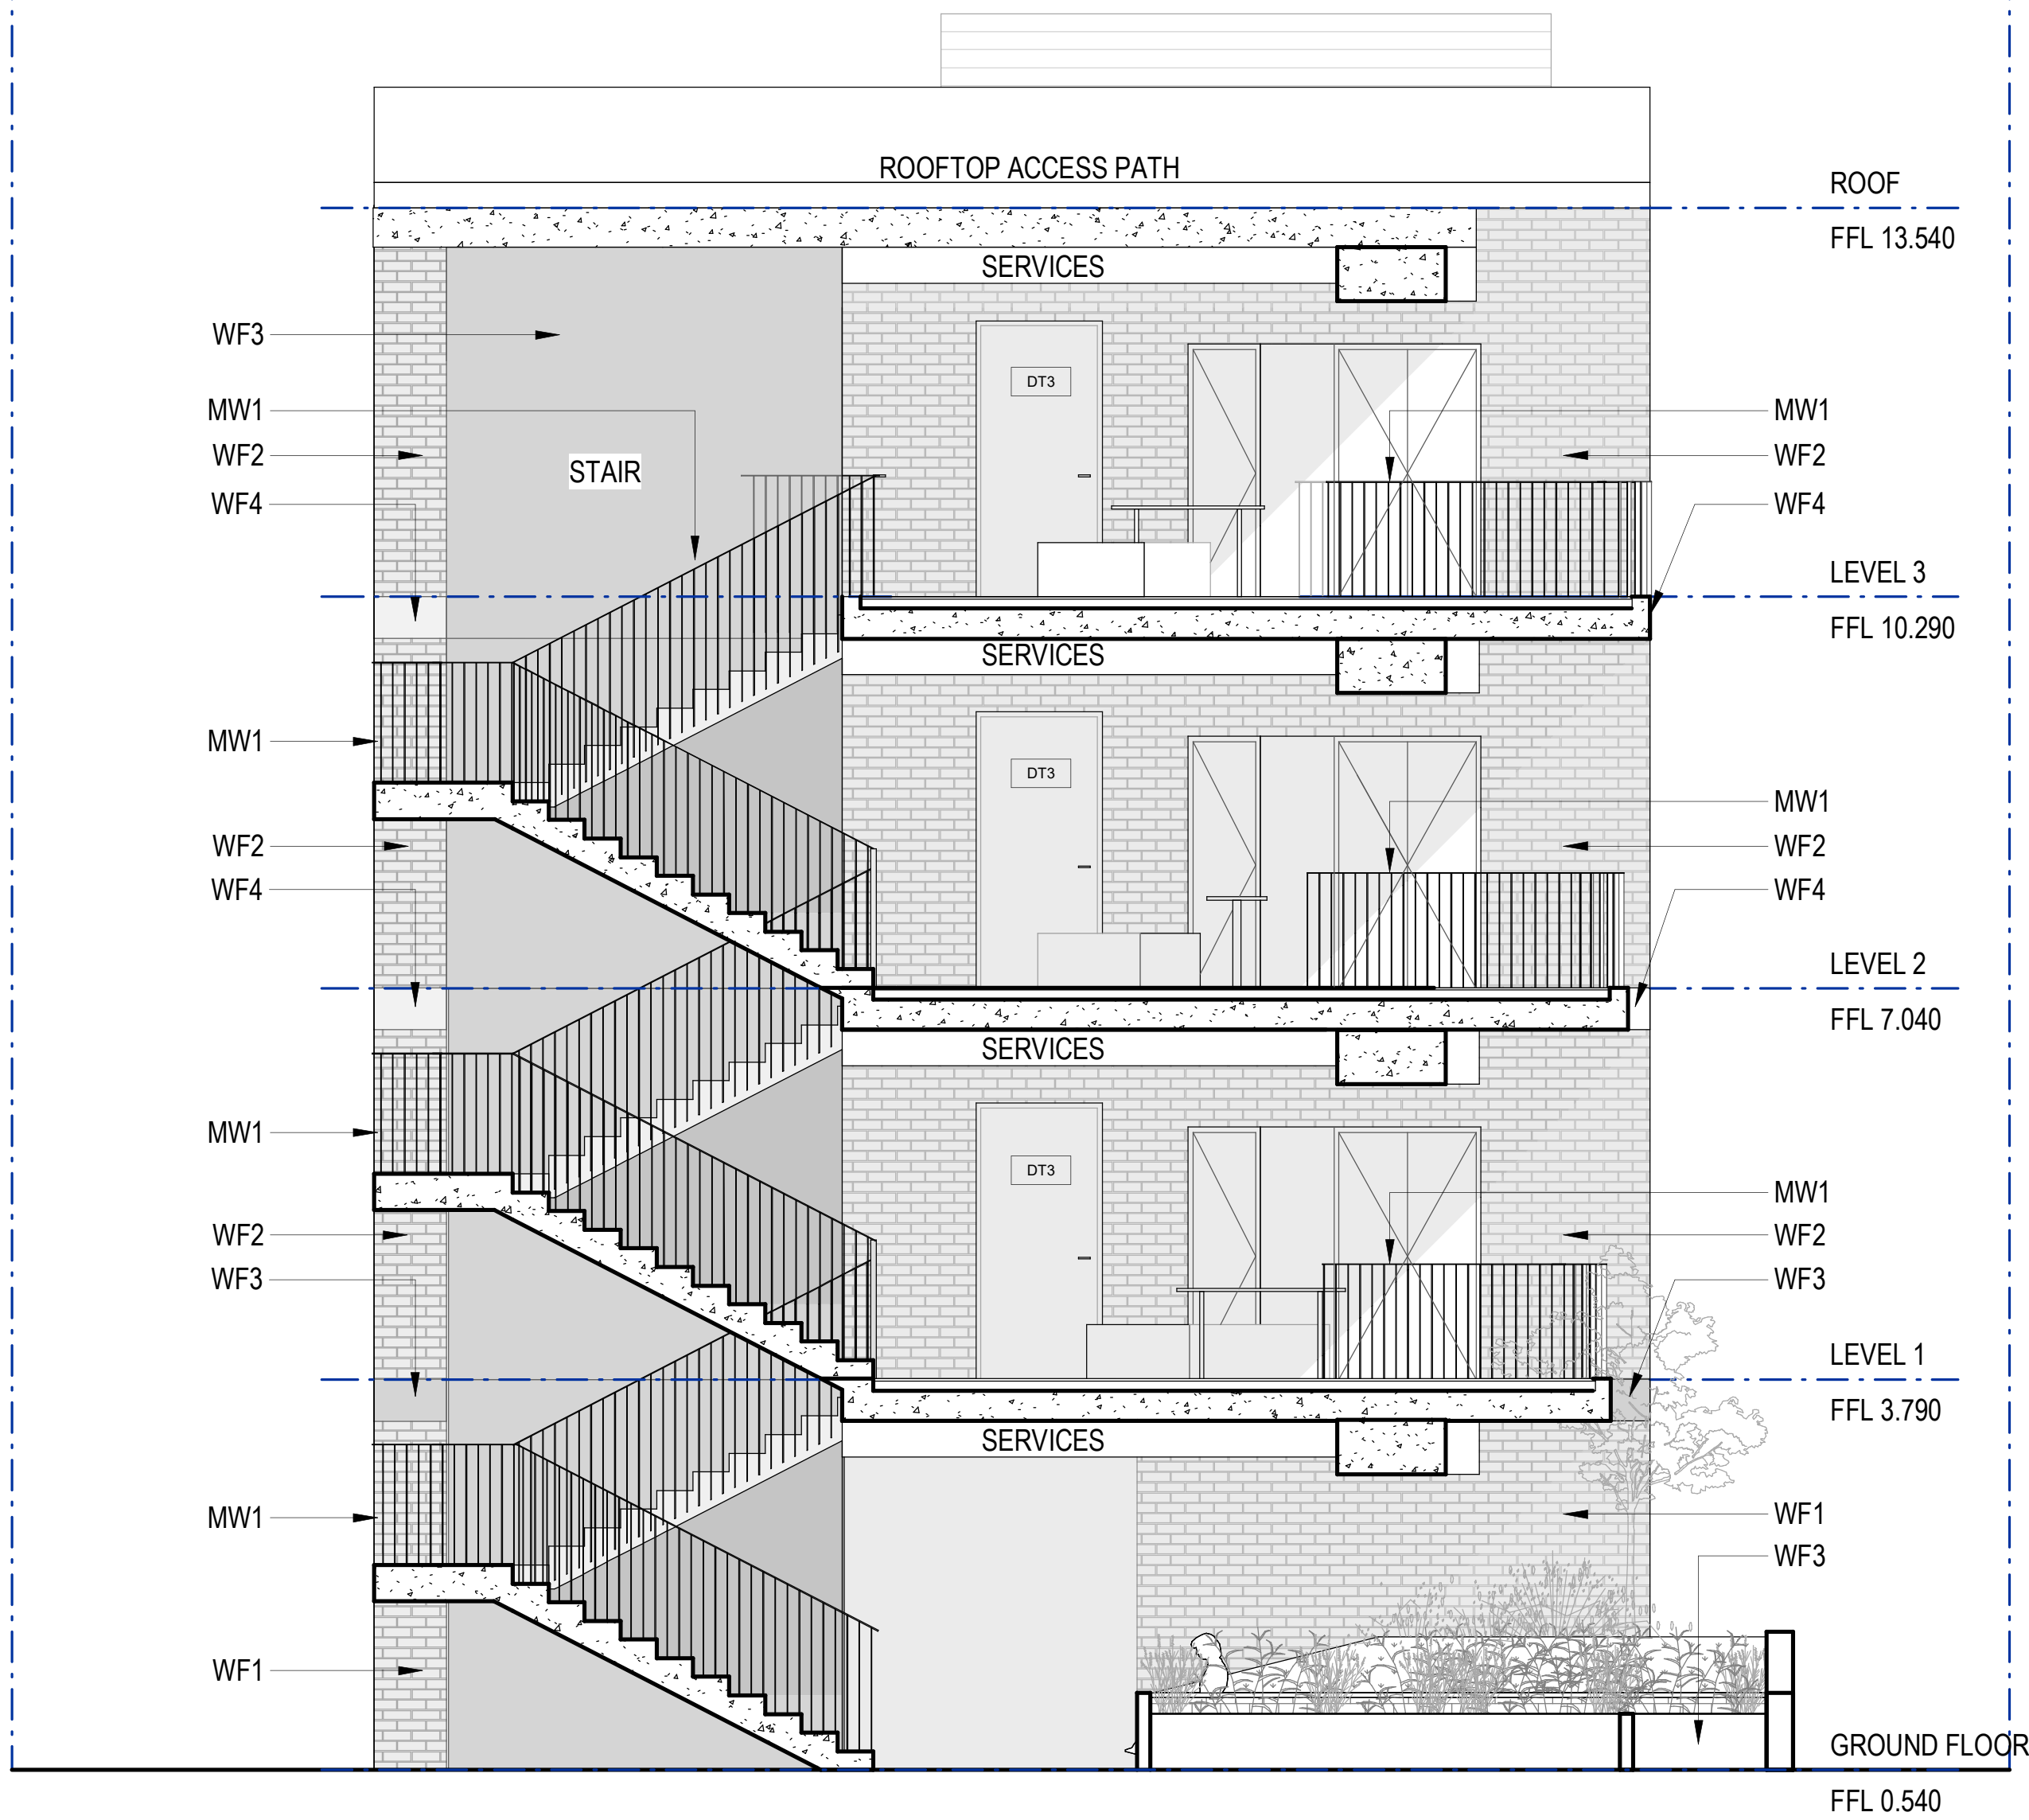 ROOFTOP ACCESS PATH
ROOF
FFL 13.540
SERVICES
WF3
DT3
MW1
MW1
WF2
WF2
STAIR
WF4
WF4
LEVEL 3
FFL 10.290
SERVICES
MW1
DT3
MW1
WF2
WF2
WF4
WF4
LEVEL 2
FFL 7.040
SERVICES
MW1
DT3
MW1
WF2
WF2
WF3
WF3
LEVEL 1
FFL 3.790
SERVICES
MW1
WF1
WF3
WF1
GROUND FLOOR
FFL 0.540